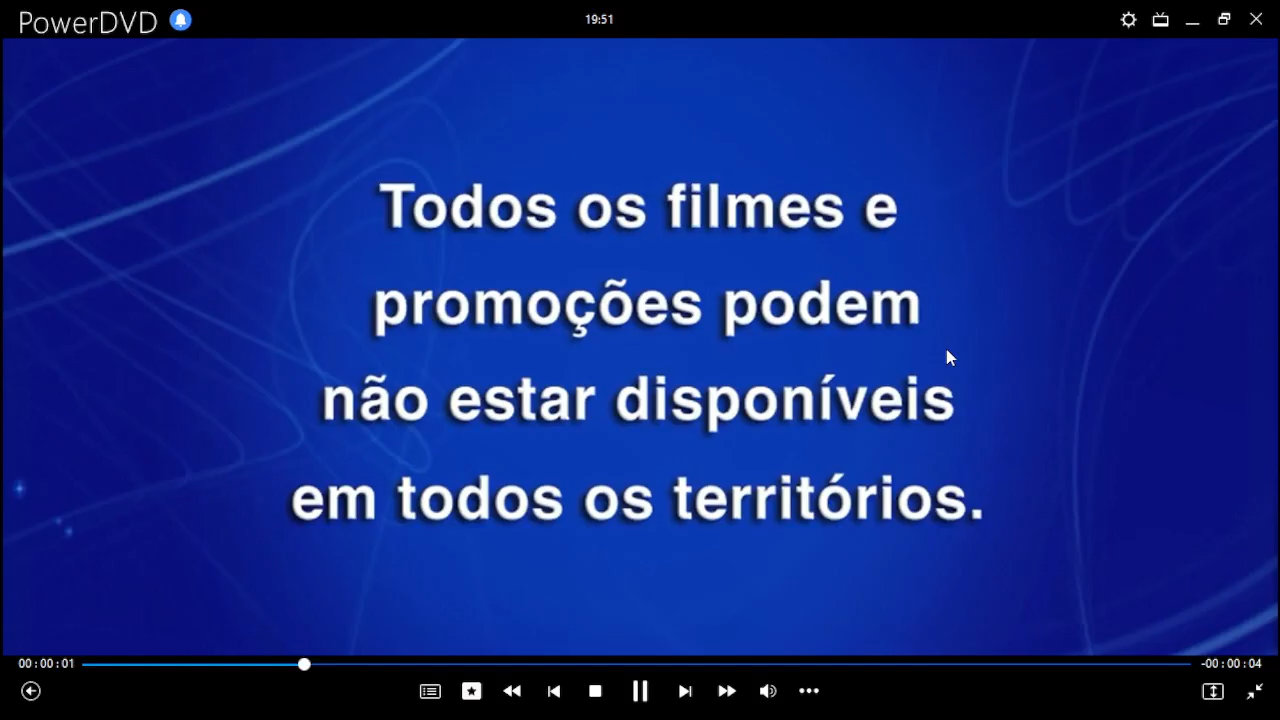 PowerDVD
19:51
Todos os filmes e
promoções podem
não estar disponíveis
em todos os territórios.
00:00:01
-00:00:04